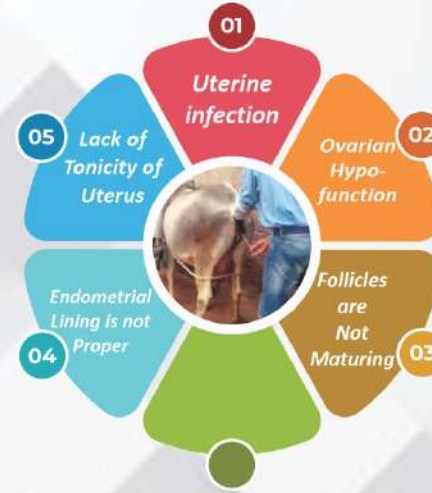 01
Uterine
infection
02
Ovarian
Hypo-
function
03
Follicles
are
Not
Maturing
04
Endometrial
Lining is not
Proper
05
Lack of
Tonicity of
Uterus